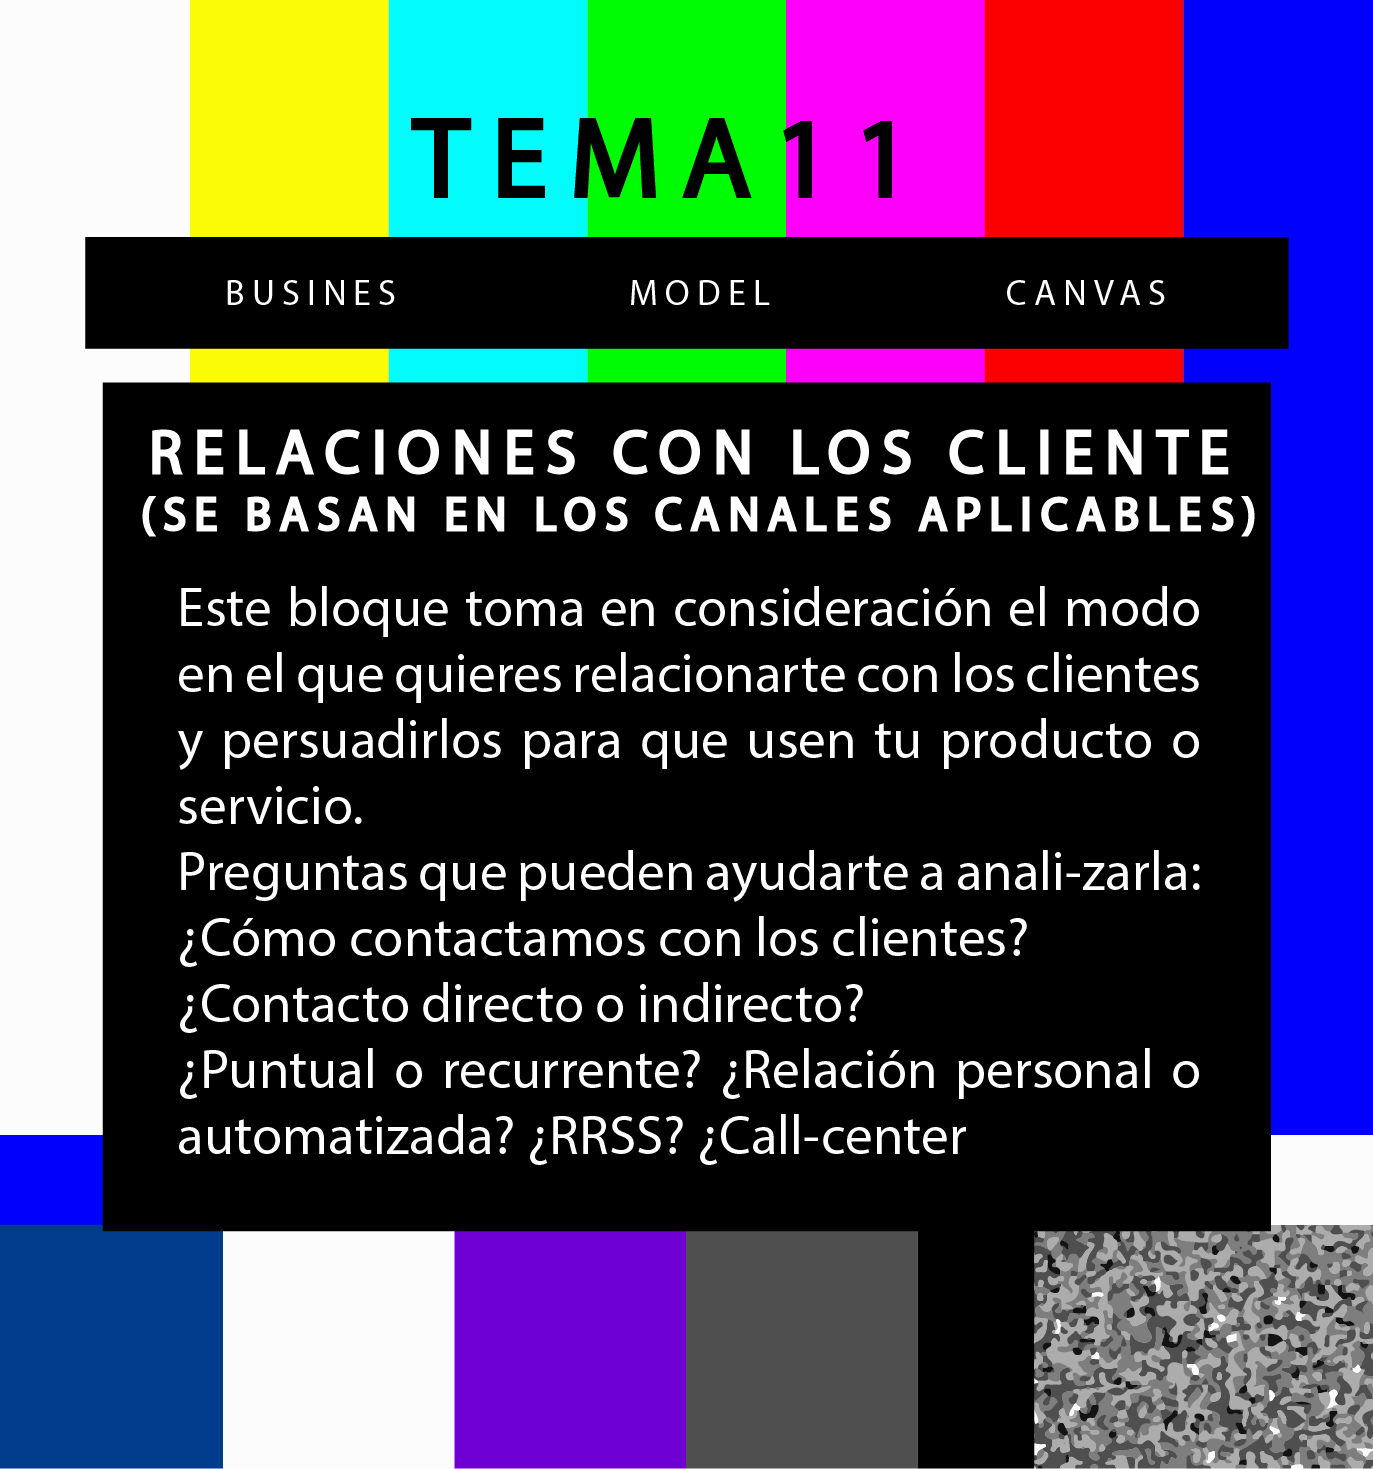 TEMA11
BUSINES MODEL CANVAS
RELACIONES CON LOS CLIENTE
(SE BASAN EN LOS CANALES APLICABLES)
Este bloque toma en consideración el modo
en el que quieres relacionarte con los clientes
y persuadirlos para que usen tu producto o
servicio.
Preguntas que pueden ayudarte a anali-zarla:
¿Cómo contactamos con los clientes?
¿Contacto directo o indirecto?
¿Puntual o recurrente? ¿Relación personal o
automatizada? ¿RRSS? ¿Call-center